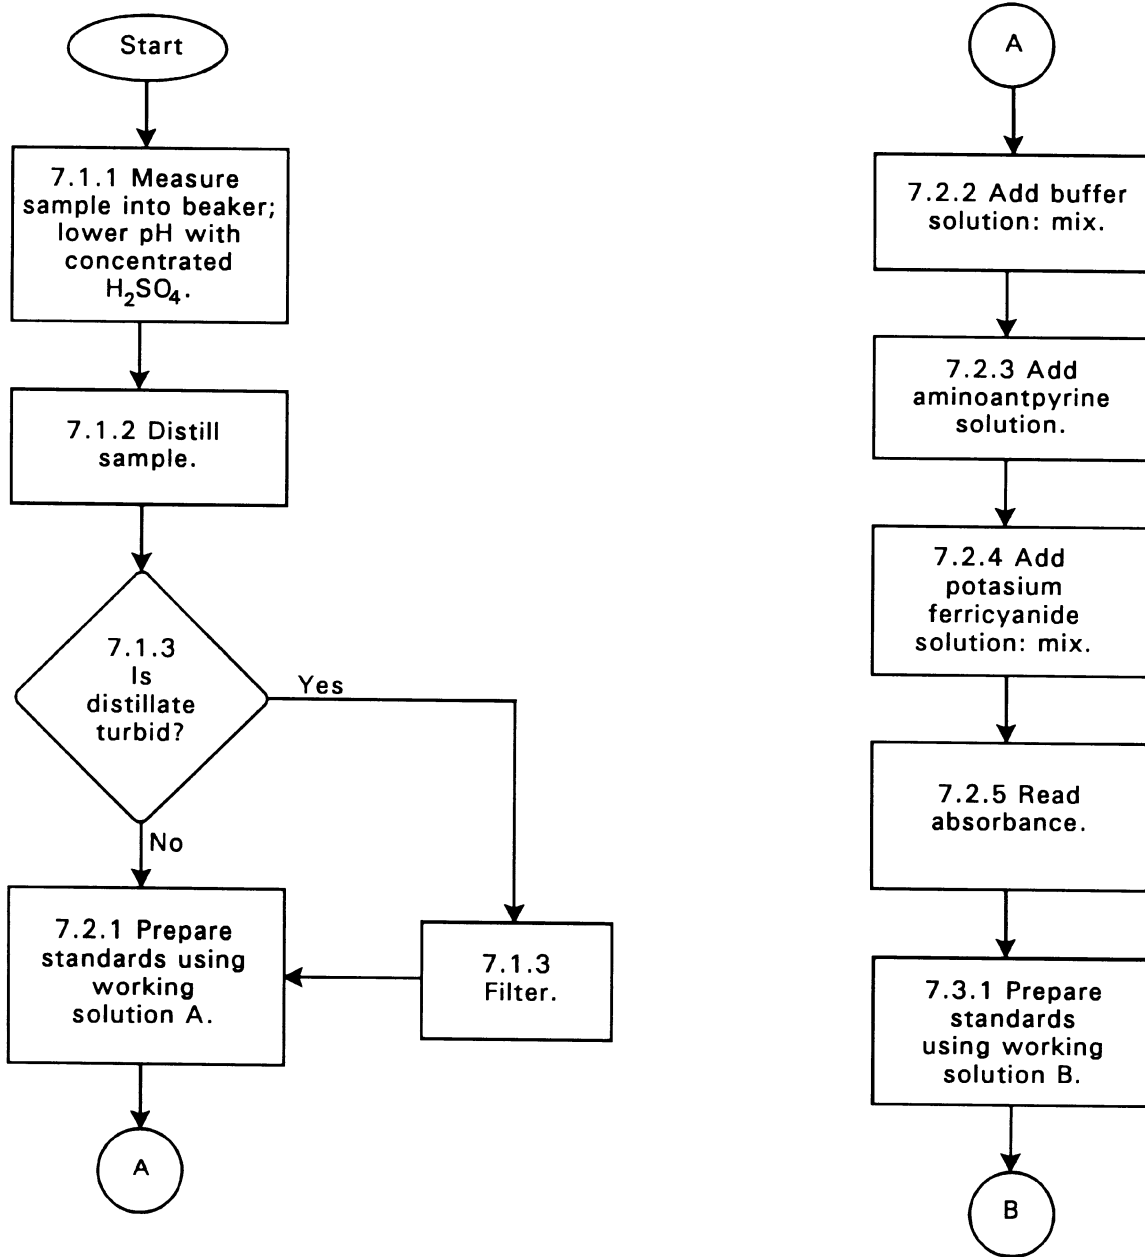 Start
7.1.1 Measure
sample into beaker;
lower pH with
concentrated
H₂SO₄.
7.1.2 Distill
sample.
7.1.3
Is
distillate
turbid?
Yes
No
7.2.1 Prepare
standards using
working
solution A.
7.1.3
Filter.
A
A
7.2.2 Add buffer
solution: mix.
7.2.3 Add
aminoantpyrine
solution.
7.2.4 Add
potasium
ferricyanide
solution: mix.
7.2.5 Read
absorbance.
7.3.1 Prepare
standards
using working
solution B.
B